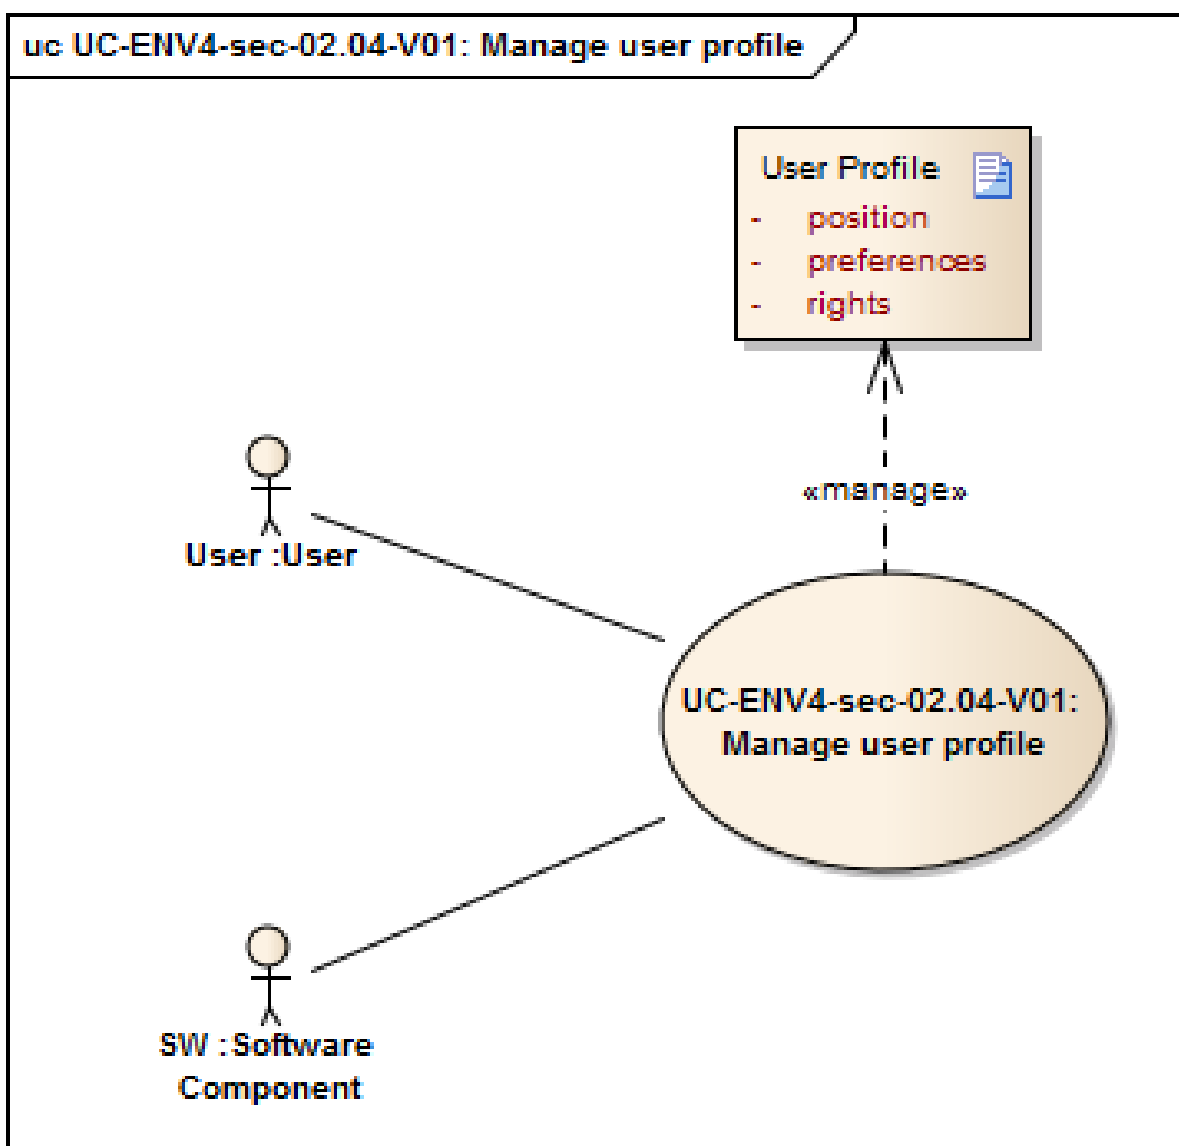 uc UC-ENV4-sec-02.04-V01: Manage user profile
User Profile
- position
- preferences
- rights
«manage»
User :User
UC-ENV4-sec-02.04-V01:
Manage user profile
SW :Software
Component